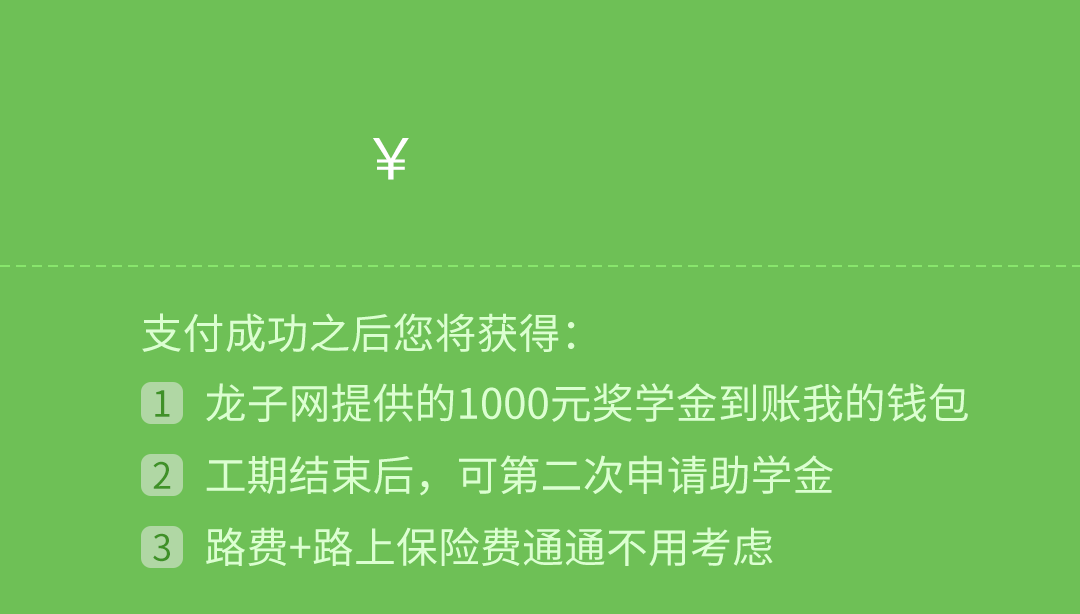 ¥
支付成功之后您将获得：
1 龙子网提供的1000元奖学金到账我的钱包
2 工期结束后，可第二次申请助学金
3 路费+路上保险费通通不用考虑